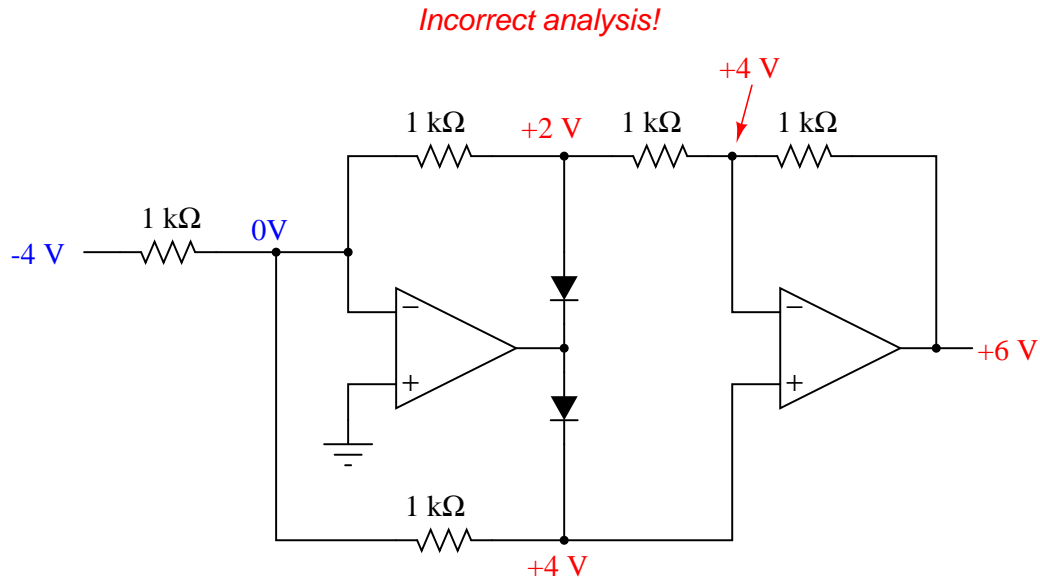 Incorrect analysis!
+4 V
1 kΩ
+2 V
1 kΩ
1 kΩ
1 kΩ
0V
-4 V
−
−
+6 V
+
+
1 kΩ
+4 V